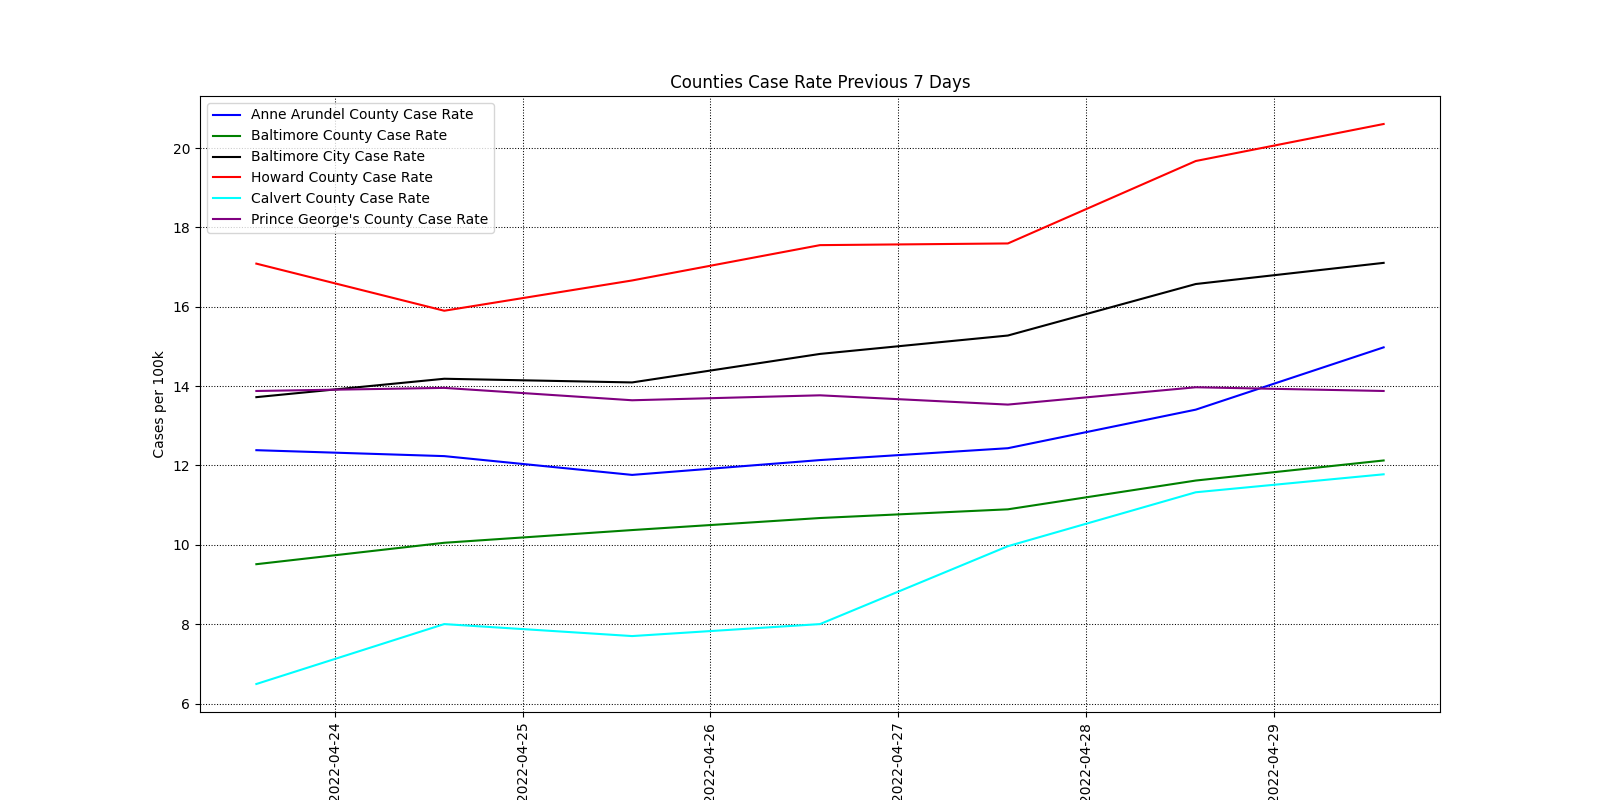 Counties Case Rate Previous 7 Days
Anne Arundel County Case Rate
Baltimore County Case Rate
Baltimore City Case Rate
Howard County Case Rate
Calvert County Case Rate
Prince George's County Case Rate
Cases per 100k
20
18
16
14
12
10
8
6
2022-04-24
2022-04-25
2022-04-26
2022-04-27
2022-04-28
2022-04-29